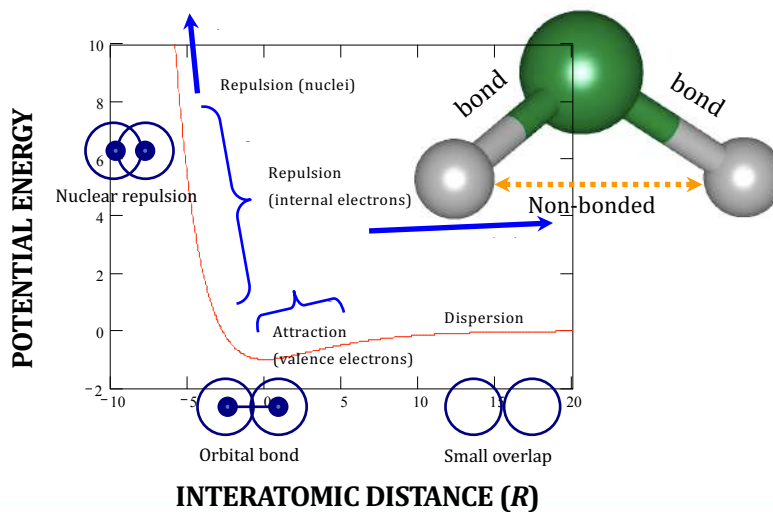 10
8
6
4
2
0
−2
−10
−5
0
5
10
15
20
POTENTIAL ENERGY
Repulsion (nuclei)
Nuclear repulsion
Repulsion
(internal electrons)
bond
bond
Non-bonded
Attraction
(valence electrons)
Dispersion
Orbital bond
Small overlap
INTERATOMIC DISTANCE (R)